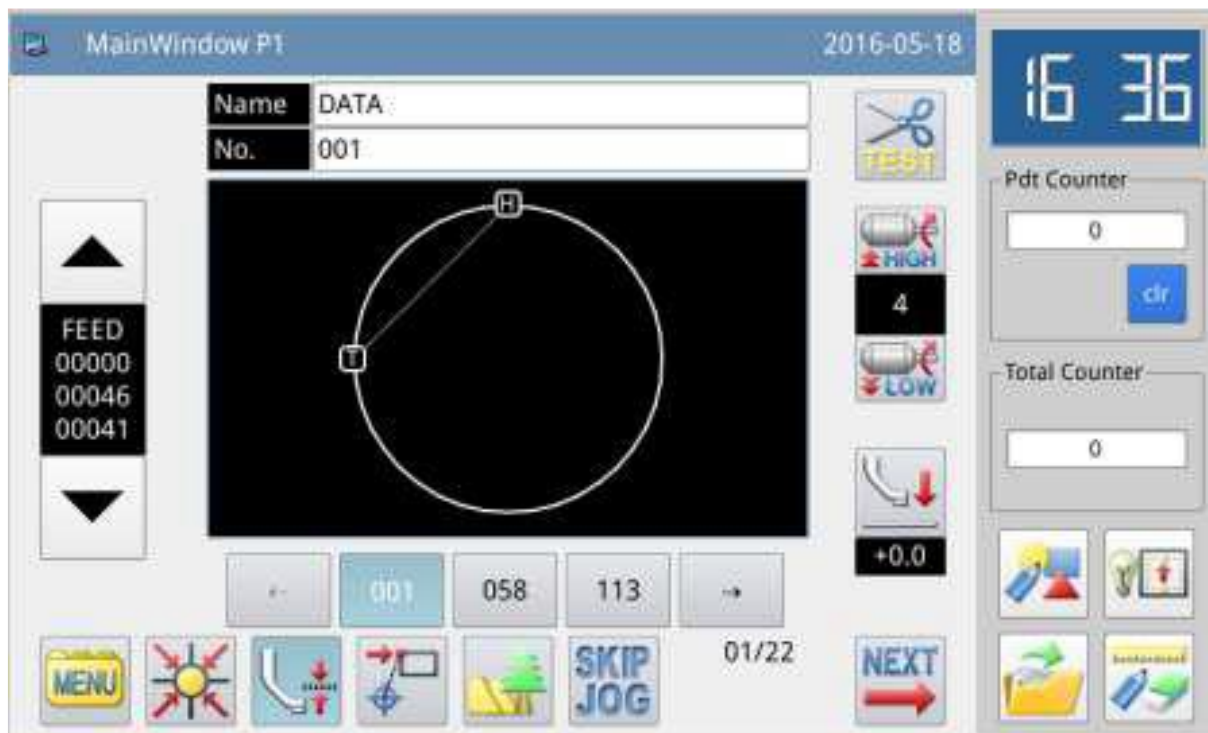 MainWindow P1
2016-05-18
16 36
Name DATA
No. 001
TEST
Pdt Counter
0
clr
H
T
HIGH
4
LOW
FEED
00000
00046
00041
Total Counter
0
+0.0
← 001 058 113 →
01/22
MENU
SKIP
JOG
NEXT